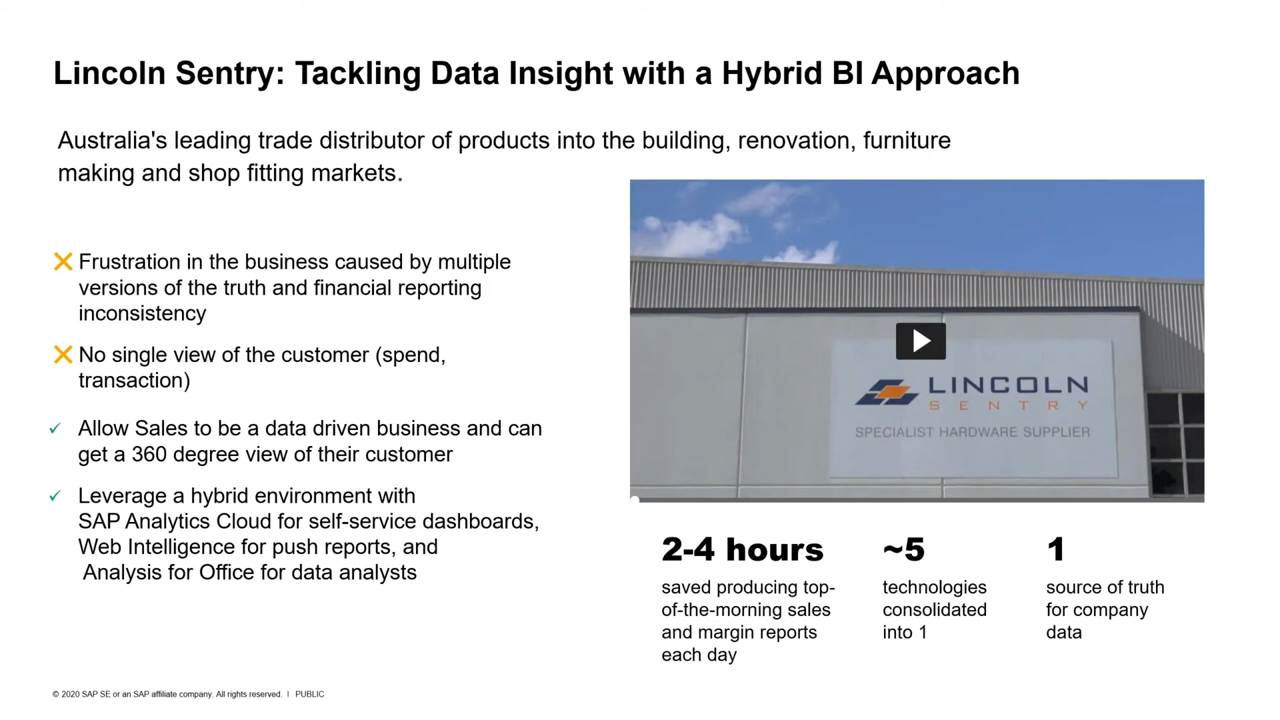 Lincoln Sentry: Tackling Data Insight with a Hybrid BI Approach
Australia's leading trade distributor of products into the building, renovation, furniture
making and shop fitting markets.
Frustration in the business caused by multiple
versions of the truth and financial reporting
inconsistency
No single view of the customer (spend,
transaction)
Allow Sales to be a data driven business and can
get a 360 degree view of their customer
Leverage a hybrid environment with
SAP Analytics Cloud for self-service dashboards,
Web Intelligence for push reports, and
Analysis for Office for data analysts
LINCOLN
SENTRY
SPECIALIST HARDWARE SUPPLIER
2-4 hours
saved producing top-
of-the-morning sales
and margin reports
each day
~5
technologies
consolidated
into 1
1
source of truth
for company
data
© 2020 SAP SE or an SAP affiliate company. All rights reserved. | PUBLIC